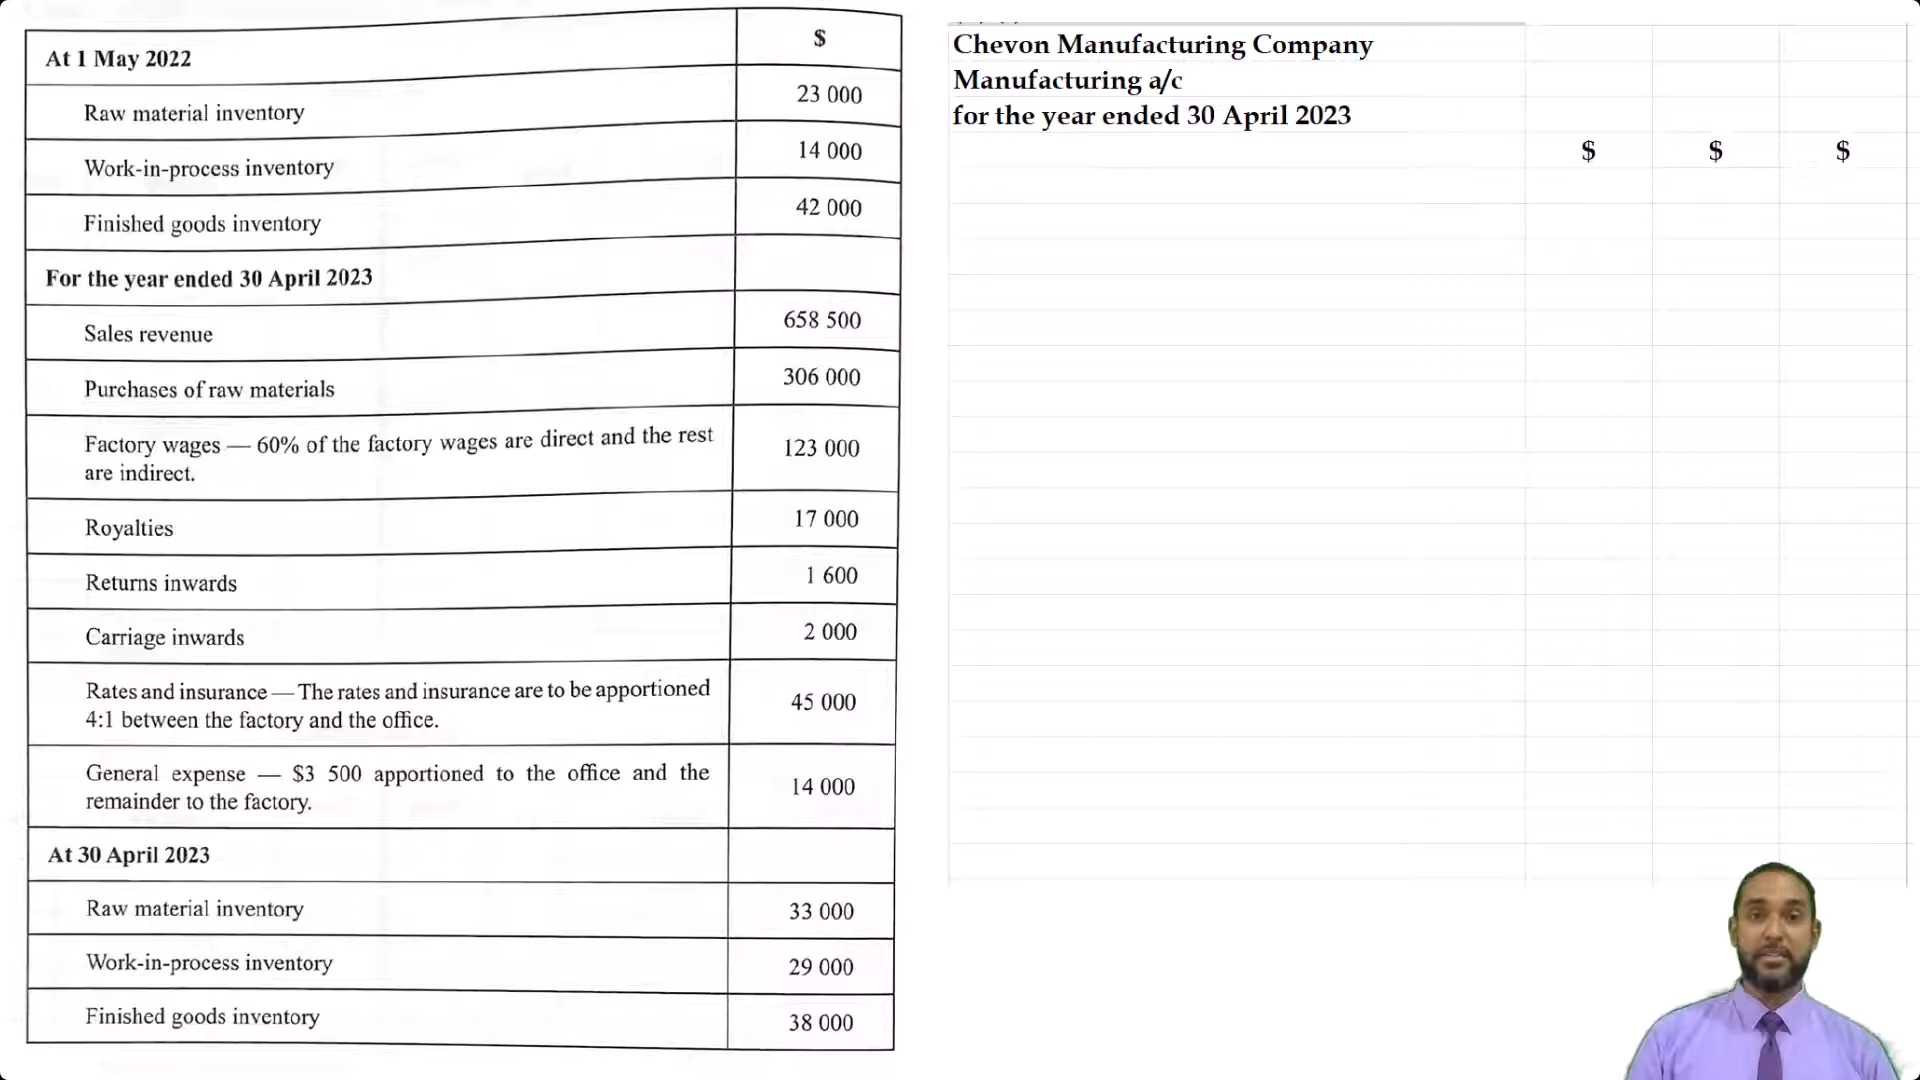 $
At 1 May 2022
Raw material inventory 23 000
Work-in-process inventory 14 000
Finished goods inventory 42 000
For the year ended 30 April 2023
Sales revenue 658 500
Purchases of raw materials 306 000
Factory wages — 60% of the factory wages are direct and the rest
are indirect. 123 000
Royalties 17 000
Returns inwards 1 600
Carriage inwards 2 000
Rates and insurance — The rates and insurance are to be apportioned
4:1 between the factory and the office. 45 000
General expense — $3 500 apportioned to the office and the
remainder to the factory. 14 000
At 30 April 2023
Raw material inventory 33 000
Work-in-process inventory 29 000
Finished goods inventory 38 000
Chevon Manufacturing Company
Manufacturing a/c
for the year ended 30 April 2023
$ $ $